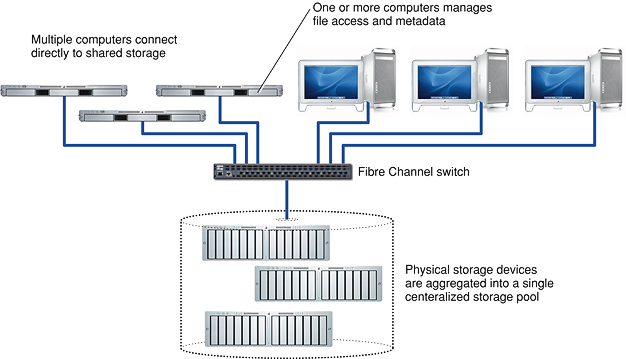 One or more computers manages
file access and metadata
Multiple computers connect
directly to shared storage
Fibre Channel switch
Physical storage devices
are aggregated into a single
centeralized storage pool